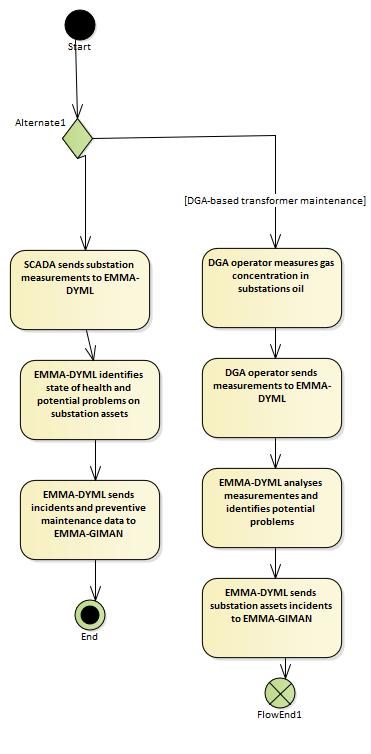 Start
Alternate1
[DGA-based transformer maintenance]
SCADA sends substation
measurements to EMMA-
DYML
EMMA-DYML identifies
state of health and
potential problems on
substation assets
EMMA-DYML sends
incidents and preventive
maintenance data to
EMMA-GIMAN
End
DGA operator measures gas
concentration in
substations oil
DGA operator sends
measurements to EMMA-
DYML
EMMA-DYML analyses
measurementes and
identifies potential
problems
EMMA-DYML sends
substation assets incidents
to EMMA-GIMAN
FlowEnd1